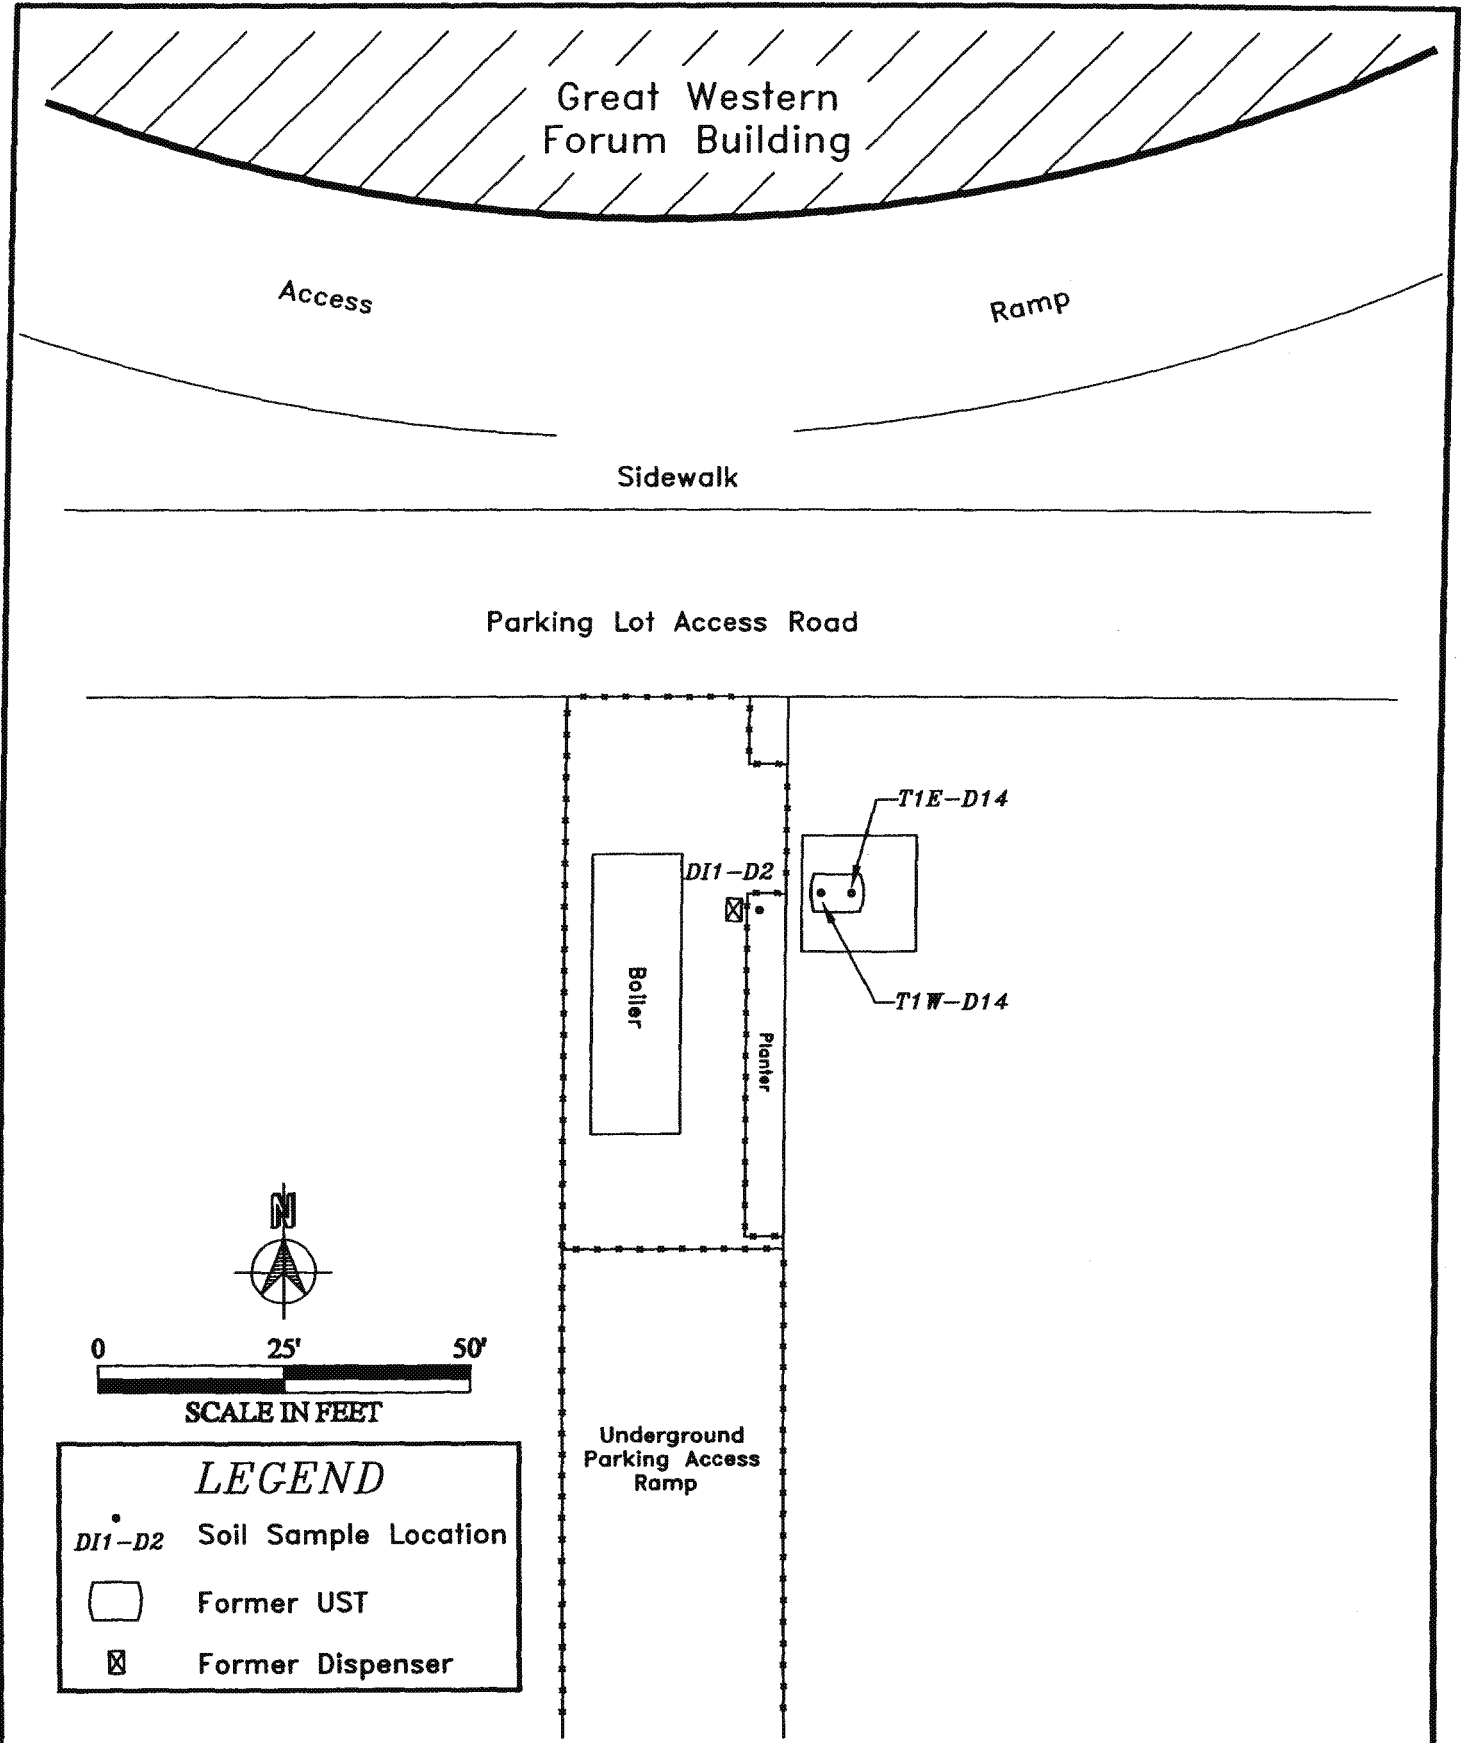 Great Western
Forum Building
Access
Ramp
Sidewalk
Parking Lot Access Road
T1E-D14
DI1-D2
Boiler
T1W-D14
Planter
N
0 25' 50'
SCALE IN FEET
Underground
Parking Access
Ramp
LEGEND
DI1-D2 Soil Sample Location
Former UST
Former Dispenser